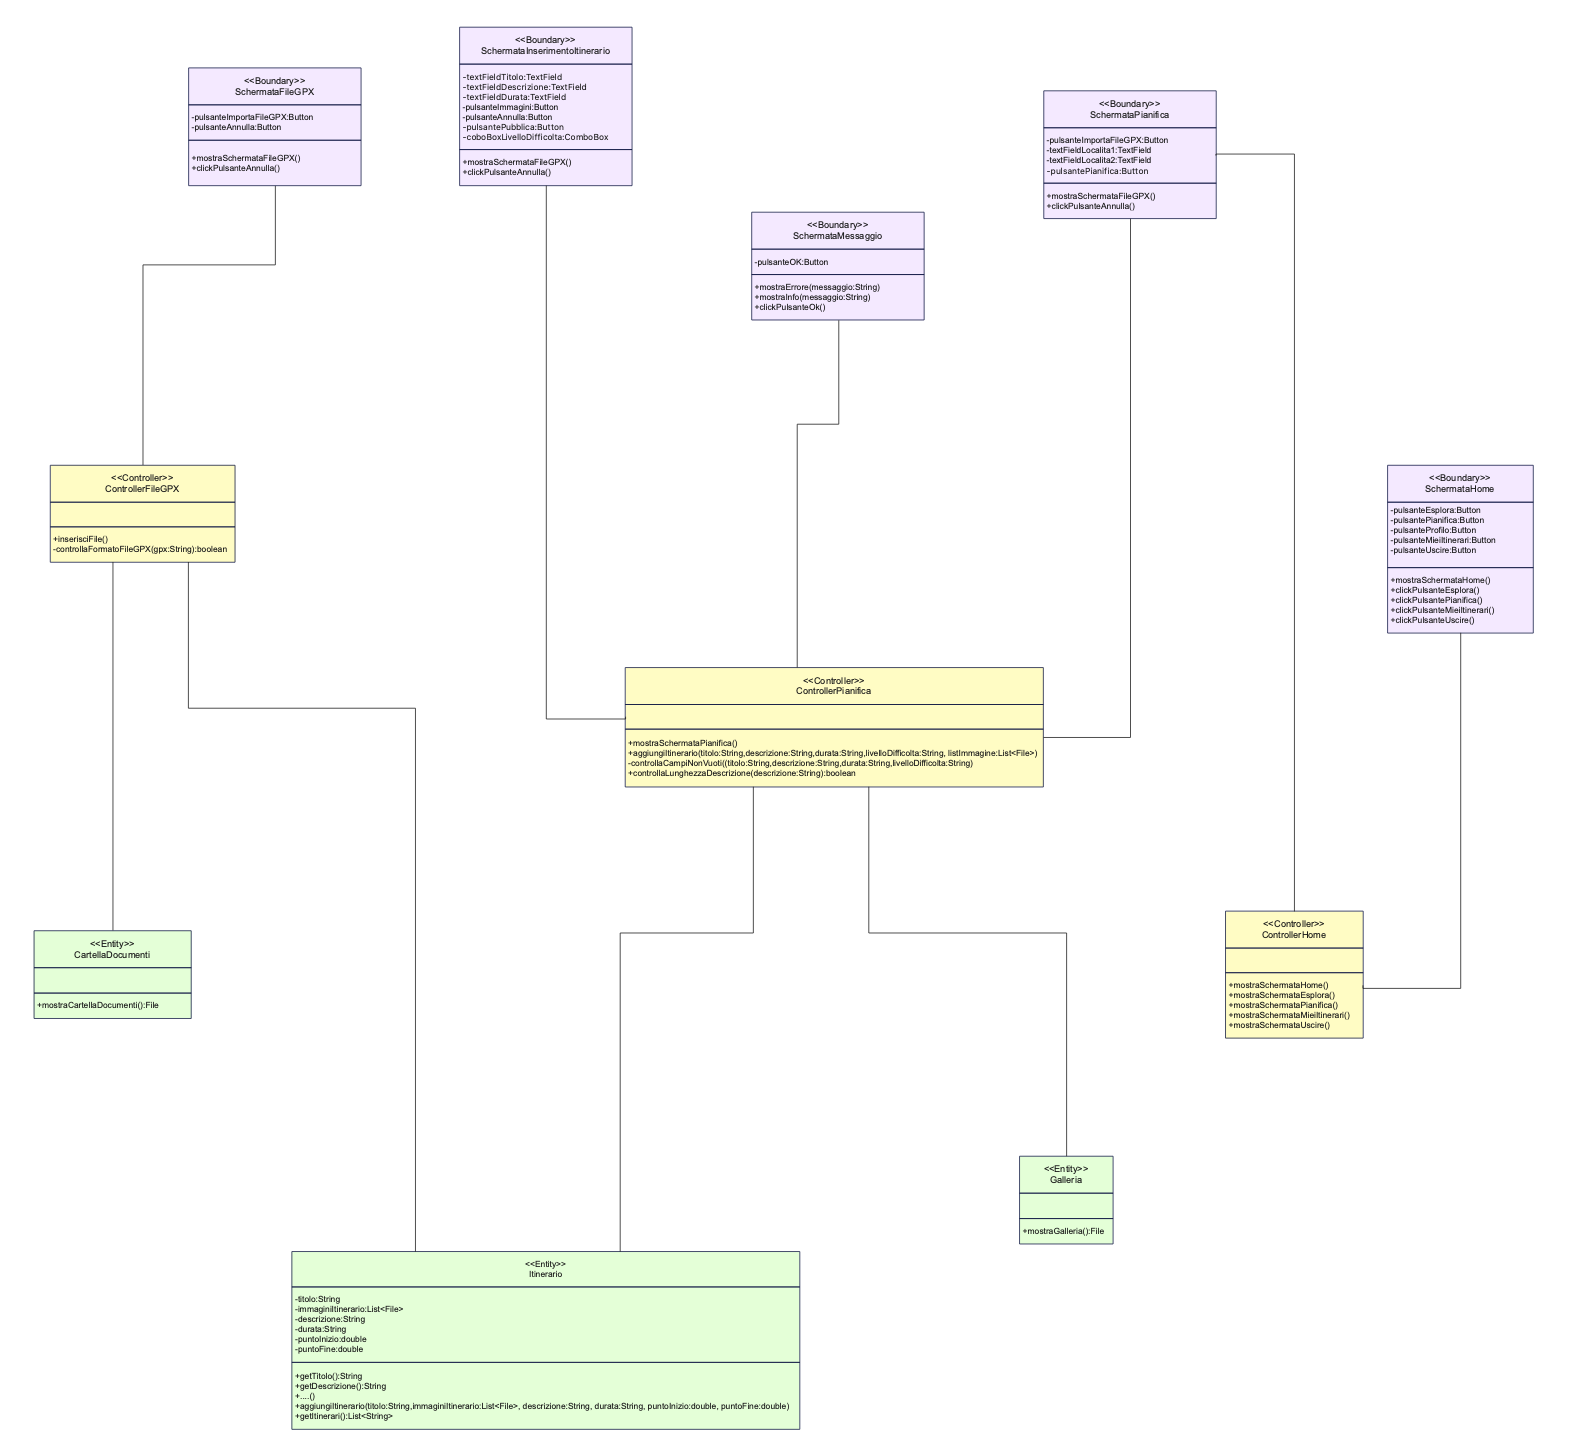 <<Boundary>>
SchermataFileGPX
-pulsanteImportaFileGPX:Button
-pulsanteAnnulla:Button
+mostraSchermataFileGPX()
+clickPulsanteAnnulla()
<<Boundary>>
SchermataInserimentoItinerario
-textFieldTitolo:TextField
-textFieldDescrizione:TextField
-textFieldDurata:TextField
-pulsanteImmagini:Button
-pulsanteAnnulla:Button
-pulsantePubblica:Button
-coboBoxLivelloDifficolta:ComboBox
+mostraSchermataFileGPX()
+clickPulsanteAnnulla()
<<Boundary>>
SchermataPianifica
-pulsanteImportaFileGPX:Button
-textFieldLocalita1:TextField
-textFieldLocalita2:TextField
-pulsantePianifica:Button
+mostraSchermataFileGPX()
+clickPulsanteAnnulla()
<<Boundary>>
SchermataMessaggio
-pulsanteOK:Button
+mostraErrore(messaggio:String)
+mostraInfo(messaggio:String)
+clickPulsanteOk()
<<Controller>>
ControllerFileGPX
+inserisciFile()
-controllaFormatoFileGPX(gpx:String):boolean
<<Boundary>>
SchermataHome
-pulsanteEsplora:Button
-pulsantePianifica:Button
-pulsanteProfilo:Button
-pulsanteMieiItinerari:Button
-pulsanteUscire:Button
+mostraSchermataHome()
+clickPulsanteEsplora()
+clickPulsantePianifica()
+clickPulsanteMieiItinerari()
+clickPulsanteUscire()
<<Controller>>
ControllerPianifica
+mostraSchermataPianifica()
+aggiungiItinerario(titolo:String,descrizione:String,durata:String,livelloDifficolta:String, listImmagine:List<File>)
-controllaCampiNonVuoti((titolo:String,descrizione:String,durata:String,livelloDifficolta:String)
+controllaLunghezzaDescrizione(descrizione:String):boolean
<<Entity>>
CartellaDocumenti
+mostraCartellaDocumenti():File
<<Controller>>
ControllerHome
+mostraSchermataHome()
+mostraSchermataEsplora()
+mostraSchermataPianifica()
+mostraSchermataMieiItinerari()
+mostraSchermataUscire()
<<Entity>>
Galleria
+mostraGalleria():File
<<Entity>>
Itinerario
-titolo:String
-immaginiItinerario:List<File>
-descrizione:String
-durata:String
-puntoInizio:double
-puntoFine:double
+getTitolo():String
+getDescrizione():String
+....()
+aggiungiItinerario(titolo:String,immaginiItinerario:List<File>, descrizione:String, durata:String, puntoInizio:double, puntoFine:double)
+getItinerari():List<String>